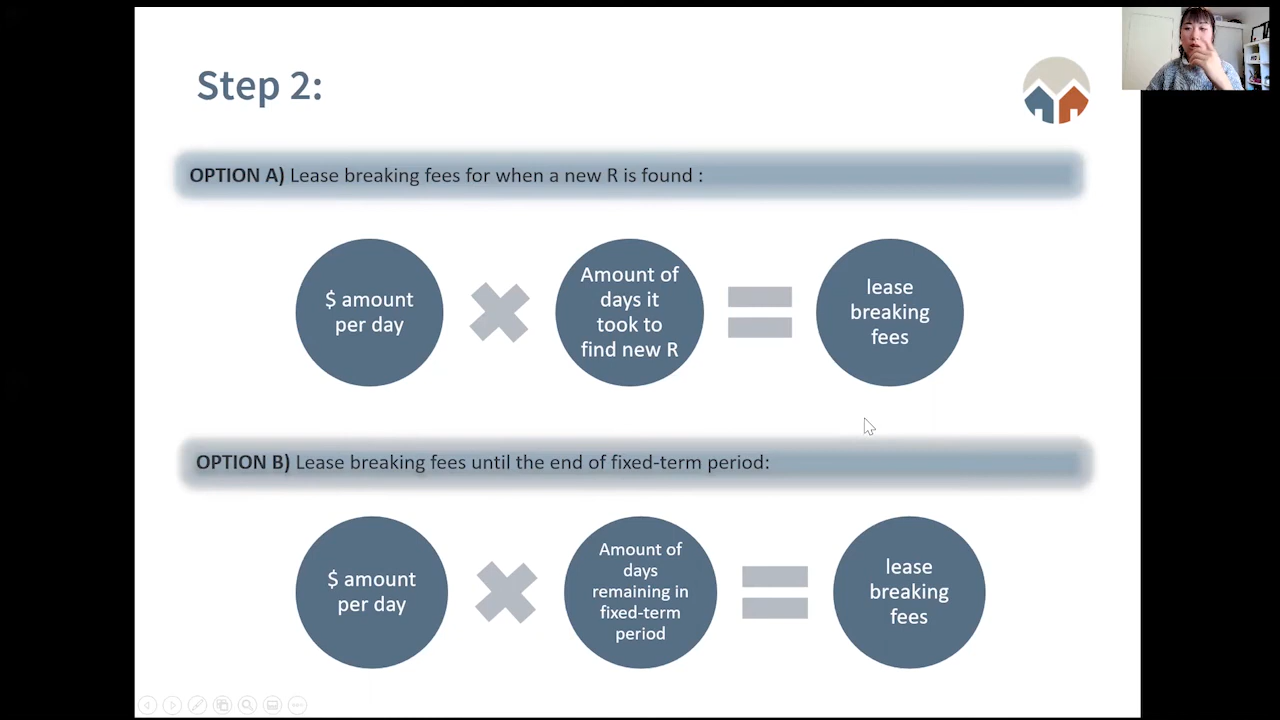 Step 2:
OPTION A) Lease breaking fees for when a new R is found :
$ amount
per day
Amount of
days it
took to
find new R
lease
breaking
fees
OPTION B) Lease breaking fees until the end of fixed-term period:
$ amount
per day
Amount of
days
remaining in
fixed-term
period
lease
breaking
fees